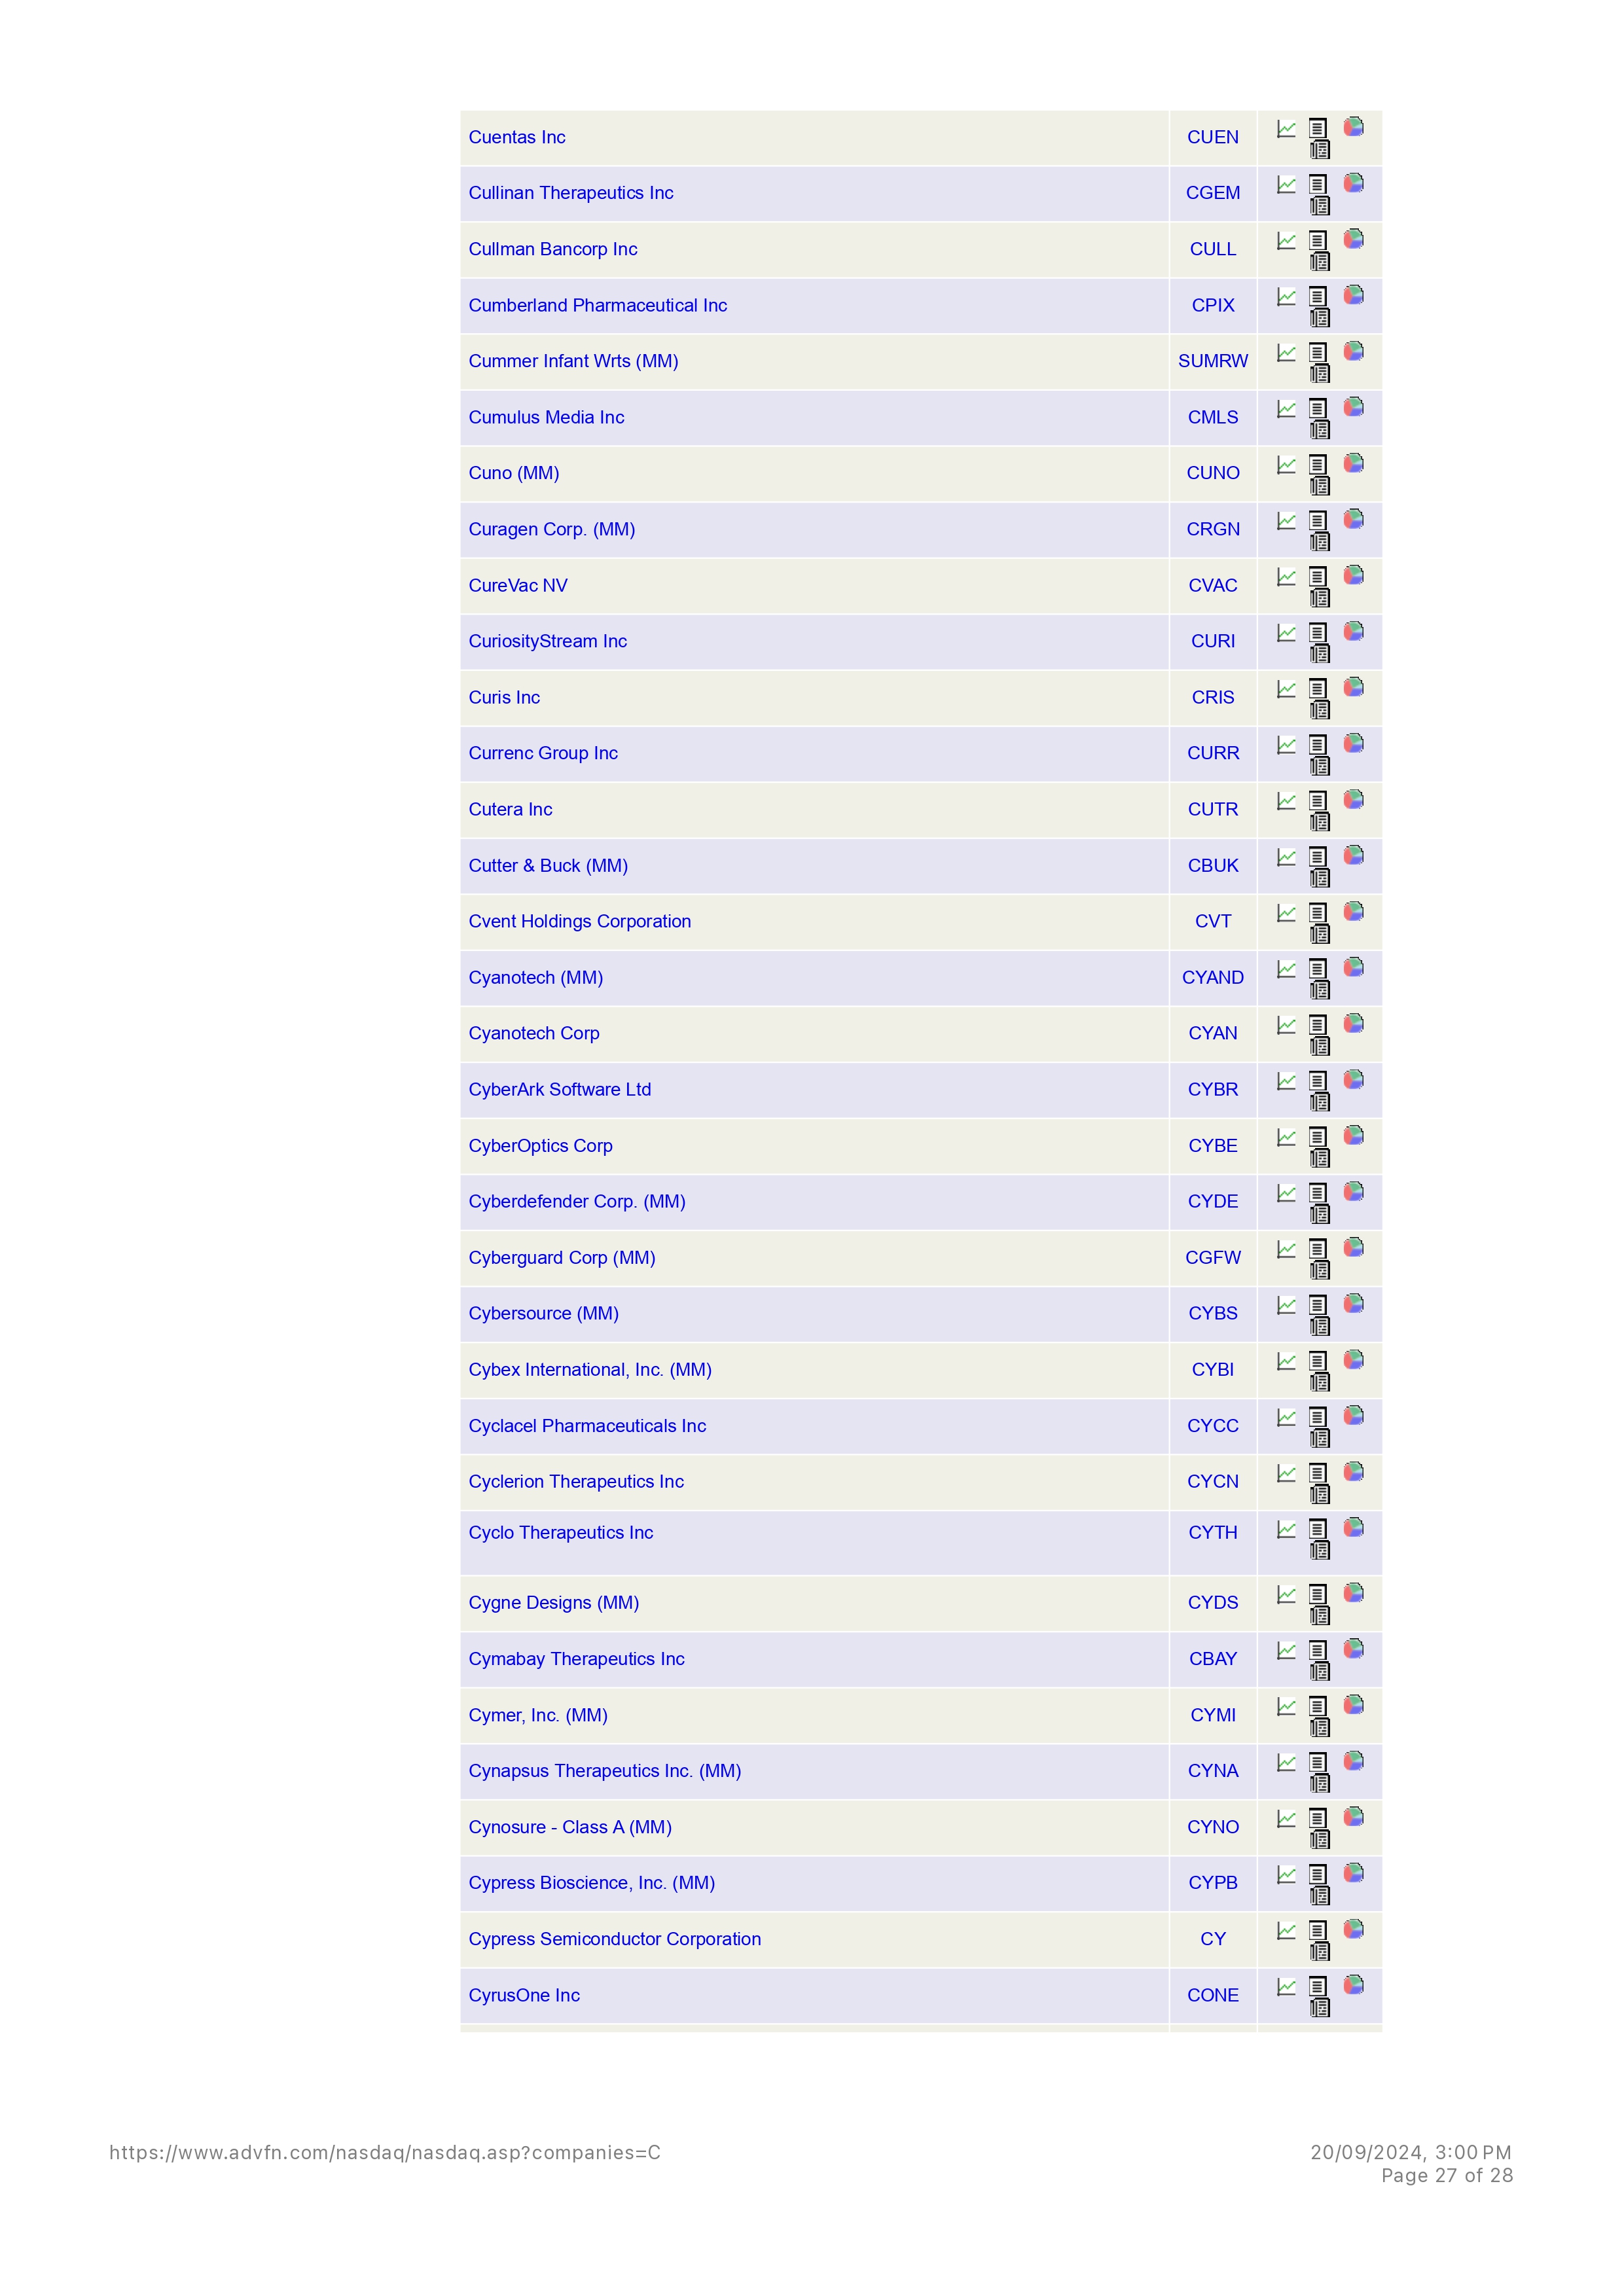 Cuentas Inc CUEN
Cullinan Therapeutics Inc CGEM
Cullman Bancorp Inc CULL
Cumberland Pharmaceutical Inc CPIX
Cummer Infant Wrts (MM) SUMRW
Cumulus Media Inc CMLS
Cuno (MM) CUNO
Curagen Corp. (MM) CRGN
CureVac NV CVAC
CuriosityStream Inc CURI
Curis Inc CRIS
Currenc Group Inc CURR
Cutera Inc CUTR
Cutter & Buck (MM) CBUK
Cvent Holdings Corporation CVT
Cyanotech (MM) CYAND
Cyanotech Corp CYAN
CyberArk Software Ltd CYBR
CyberOptics Corp CYBE
Cyberdefender Corp. (MM) CYDE
Cyberguard Corp (MM) CGFW
Cybersource (MM) CYBS
Cybex International, Inc. (MM) CYBI
Cyclacel Pharmaceuticals Inc CYCC
Cyclerion Therapeutics Inc CYCN
Cyclo Therapeutics Inc CYTH
Cygne Designs (MM) CYDS
Cymabay Therapeutics Inc CBAY
Cymer, Inc. (MM) CYMI
Cynapsus Therapeutics Inc. (MM) CYNA
Cynosure - Class A (MM) CYNO
Cypress Bioscience, Inc. (MM) CYPB
Cypress Semiconductor Corporation CY
CyrusOne Inc CONE
https://www.advfn.com/nasdaq/nasdaq.asp?companies=C 20/09/2024, 3:00 PM
Page 27 of 28